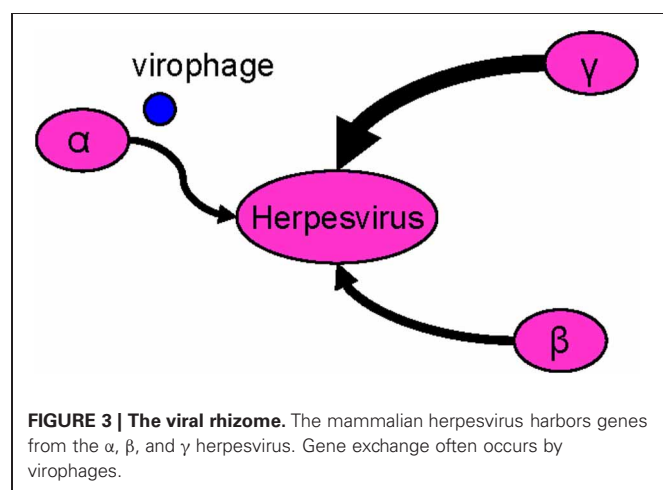 virophage
γ
α
Herpesvirus
β
FIGURE 3 | The viral rhizome. The mammalian herpesvirus harbors genes
from the α, β, and γ herpesvirus. Gene exchange often occurs by
virophages.